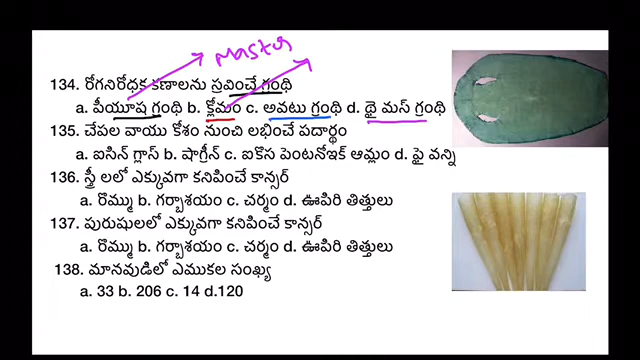 Master
134. రోగనిరోధక కణాలను స్రవించే గ్రంథి
a. పీయూష గ్రంథి b. క్లోమం c. అవటు గ్రంథి d. థై మస్ గ్రంథి
135. చేపల వాయు కోశం నుంచి లభించే పదార్థం
a. ఐసిన్ గ్లాస్ b. షాగ్రీన్ c. ఐకొస పెంటనోఇక్ ఆమ్లం d. ఫై వన్ని
136. స్త్రీ లలో ఎక్కువగా కనిపించే కాన్సర్
a. రొమ్ము b. గర్భాశయం c. చర్మం d. ఊపిరి తిత్తులు
137. పురుషులలో ఎక్కువగా కనిపించే కాన్సర్
a. రొమ్ము b. గర్భాశయం c. చర్మం d. ఊపిరి తిత్తులు
138. మానవుడిలో ఎముకల సంఖ్య
a. 33 b. 206 c. 14 d.120